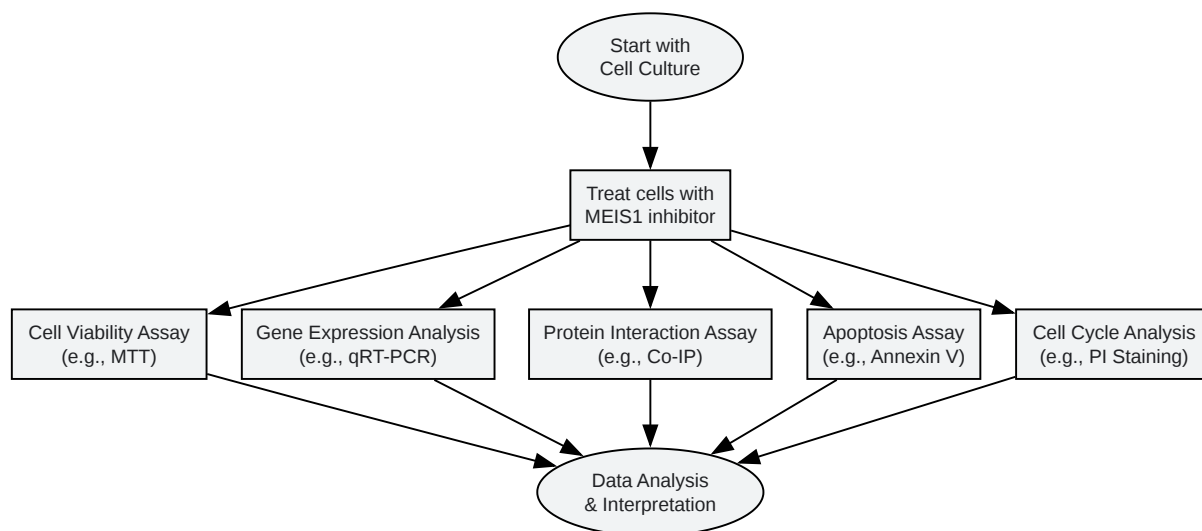 Start with
Cell Culture
Treat cells with
MEIS1 inhibitor
Cell Viability Assay
(e.g., MTT)
Gene Expression Analysis
(e.g., qRT-PCR)
Protein Interaction Assay
(e.g., Co-IP)
Apoptosis Assay
(e.g., Annexin V)
Cell Cycle Analysis
(e.g., PI Staining)
Data Analysis
& Interpretation